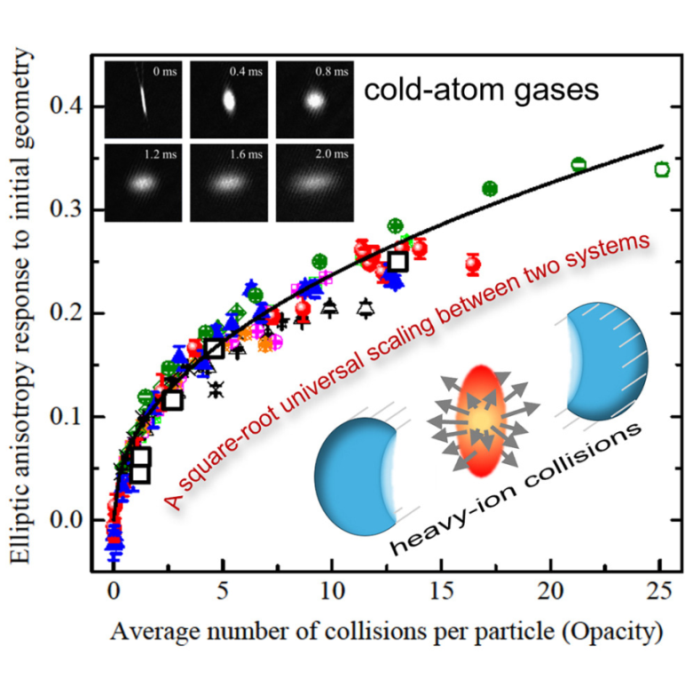 Elliptic anisotropy response to initial geometry
0.4
0.3
0.2
0.1
0.0
0 ms
0.4 ms
0.8 ms
1.2 ms
1.6 ms
2.0 ms
cold-atom gases
A square-root universal scaling between two systems
heavy-ion collisions
0
5
10
15
20
25
Average number of collisions per particle (Opacity)